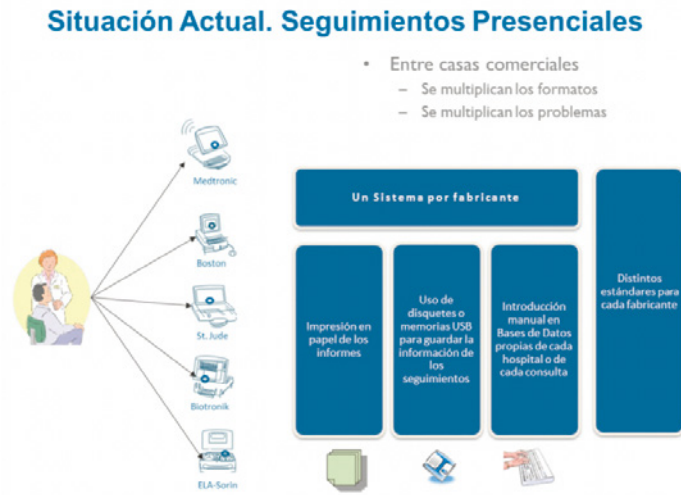 Situación Actual. Seguimientos Presenciales
• Entre casas comerciales
– Se multiplican los formatos
– Se multiplican los problemas
Medtronic
Boston
St. Jude
Biotronik
ELA-Sorin
Un Sistema por fabricante
Impresión en
papel de los
informes
Uso de
disquetes o
memorias USB
para guardar la
información de
los
seguimientos
Introducción
manual en
Bases de Datos
propias de cada
hospital o de
cada consulta
Distintos
estándares para
cada fabricante